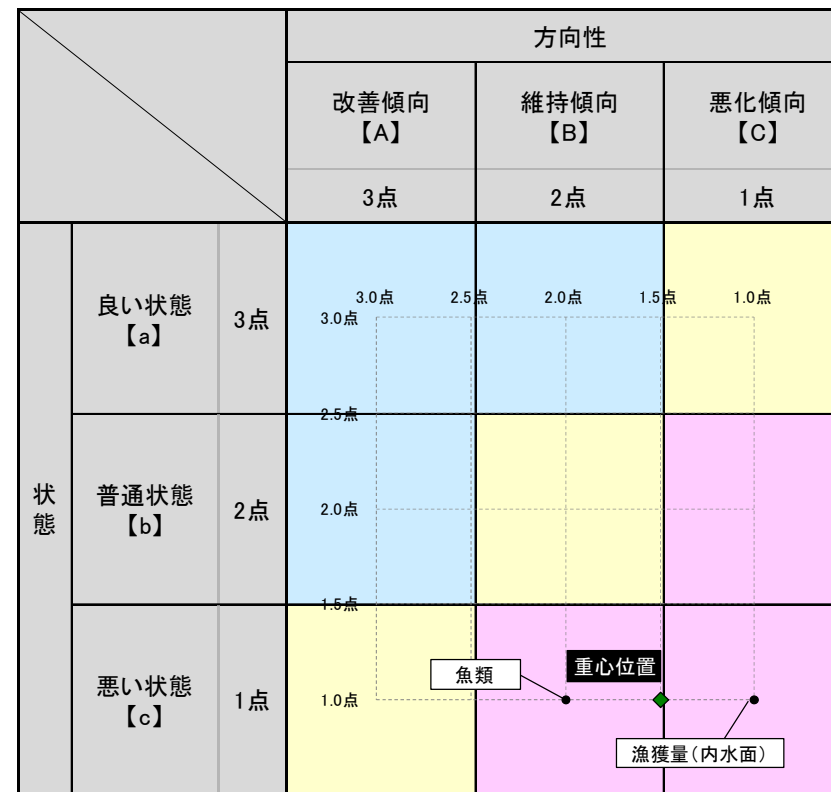 方向性
改善傾向
【A】
維持傾向
【B】
悪化傾向
【C】
3点
2点
1点
状態
良い状態
【a】
3点
普通状態
【b】
2点
悪い状態
【c】
1点
3.0点
2.5点
2.0点
1.5点
1.0点
3.0点
2.5点
2.0点
1.5点
1.0点
魚類
重心位置
漁獲量(内水面)